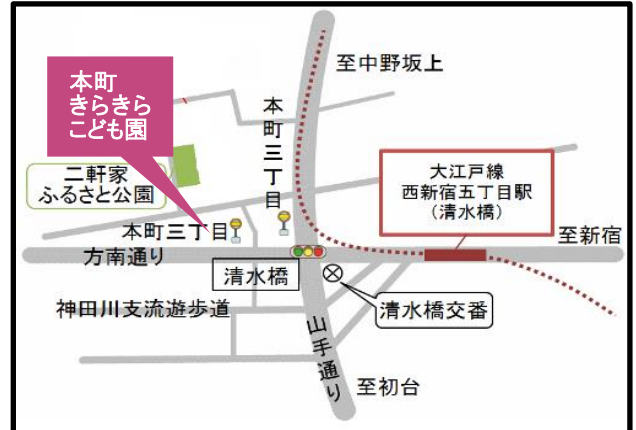 至中野坂上
本町
きらきら
こども園
本町三丁目
二軒家
ふるさと公園
大江戸線
西新宿五丁目駅
（清水橋）
本町三丁目
至新宿
方南通り
清水橋
神田川支流遊歩道
清水橋交番
山手通り
至初台